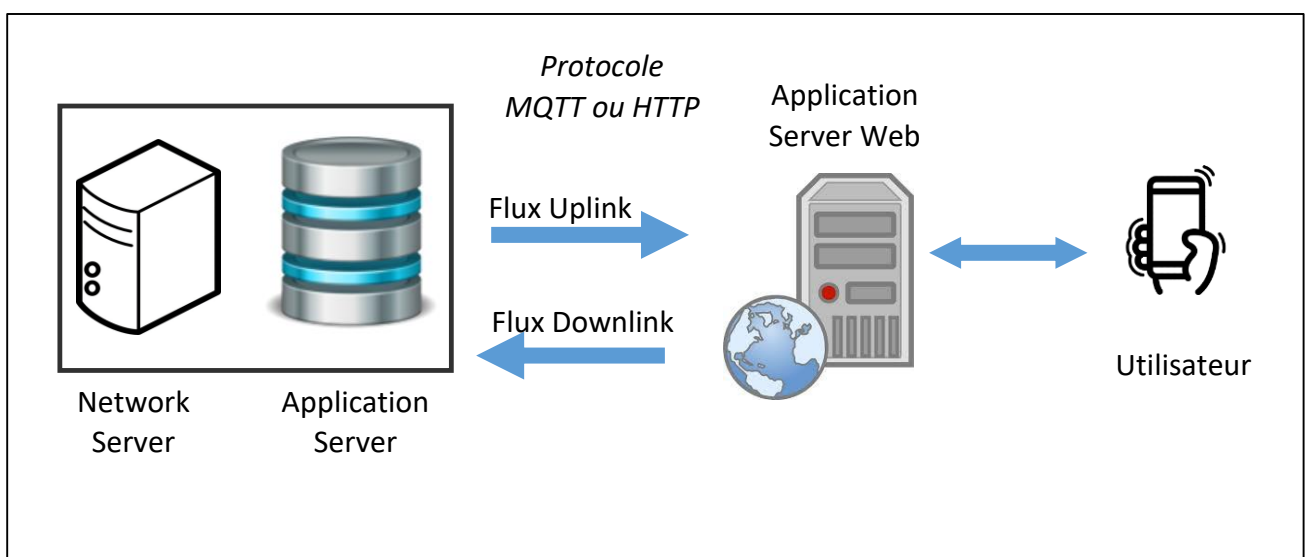 Protocole
MQTT ou HTTP
Application
Server Web
Flux Uplink
Flux Downlink
Utilisateur
Network
Server
Application
Server